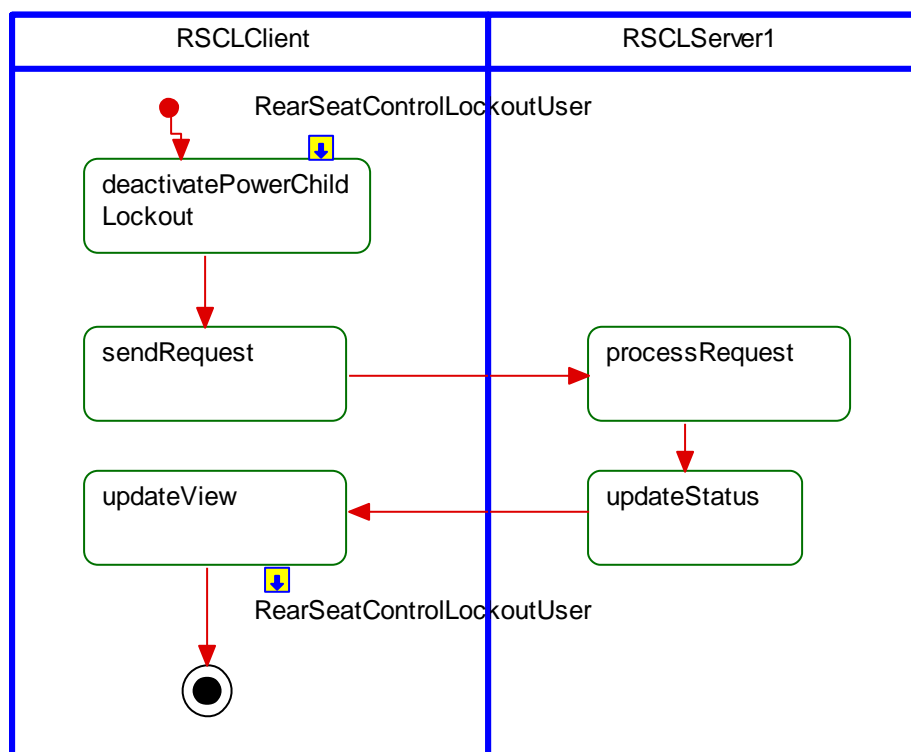 RSCLClient
RSCLServer1
RearSeatControlLockoutUser
deactivatePowerChild
Lockout
sendRequest
processRequest
updateView
updateStatus
RearSeatControlLockoutUser